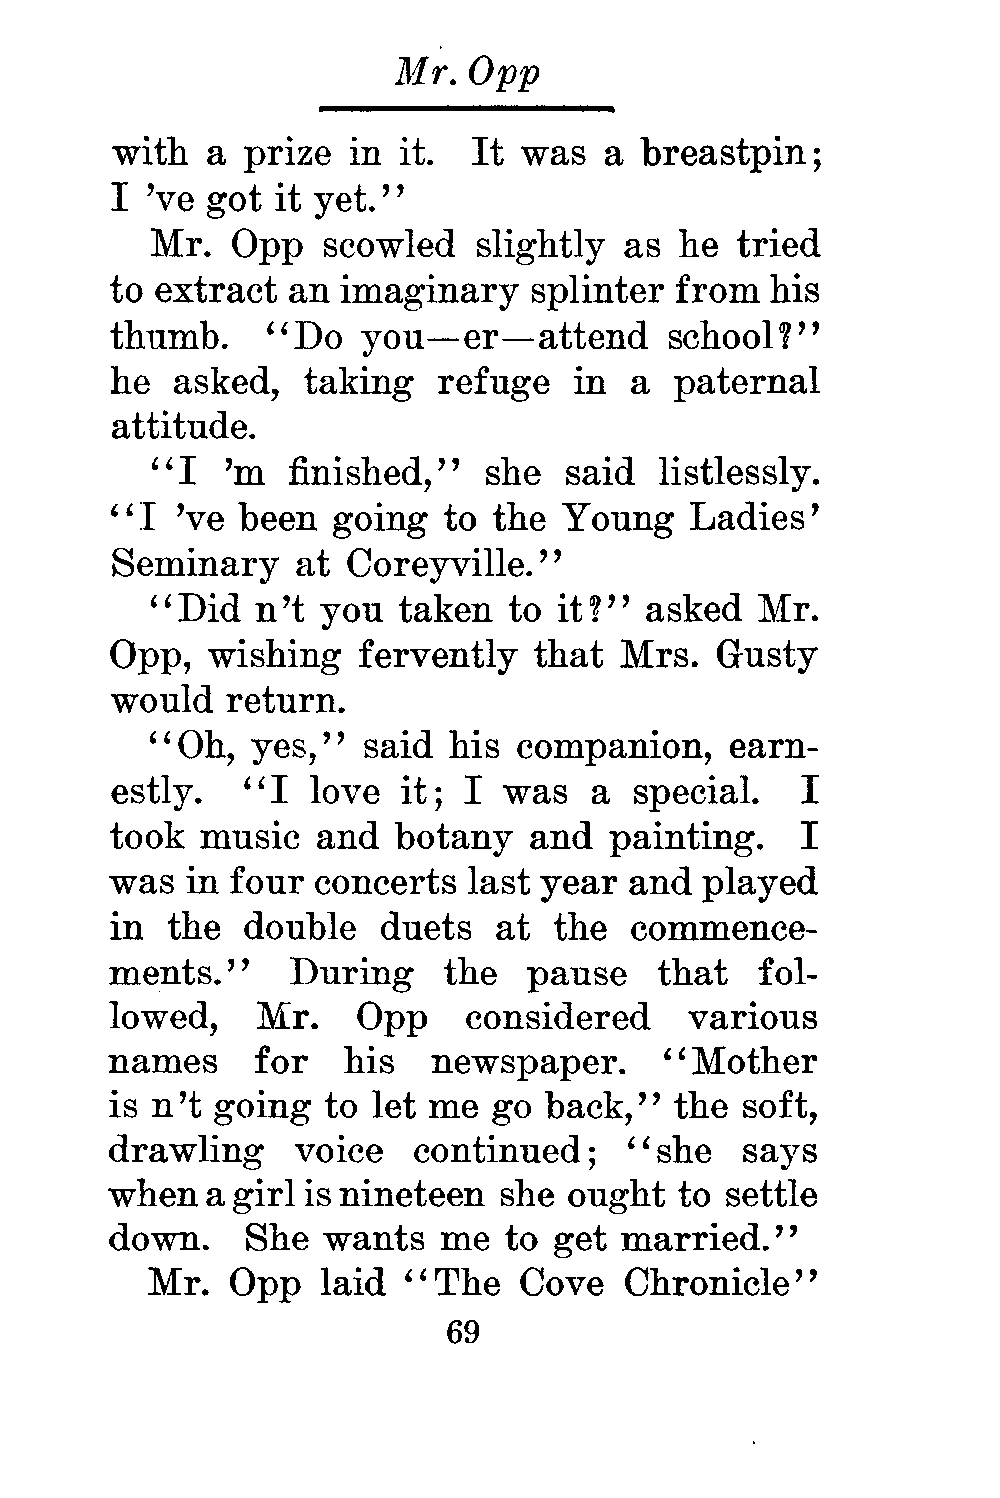 Mr. Opp
with a prize in it. It was a breastpin;
I 've got it yet."
Mr. Opp scowled slightly as he tried
to extract an imaginary splinter from his
thumb. "Do you—er—attend school?"
he asked, taking refuge in a paternal
attitude.
"I 'm finished," she said listlessly.
"I 've been going to the Young Ladies'
Seminary at Coreyville."
"Did n't you taken to it?" asked Mr.
Opp, wishing fervently that Mrs. Gusty
would return.
"Oh, yes," said his companion, earn-
estly. "I love it; I was a special. I
took music and botany and painting. I
was in four concerts last year and played
in the double duets at the commence-
ments." During the pause that fol-
lowed, Mr. Opp considered various
names for his newspaper. "Mother
is n't going to let me go back," the soft,
drawling voice continued; "she says
when a girl is nineteen she ought to settle
down. She wants me to get married."
Mr. Opp laid "The Cove Chronicle"
69